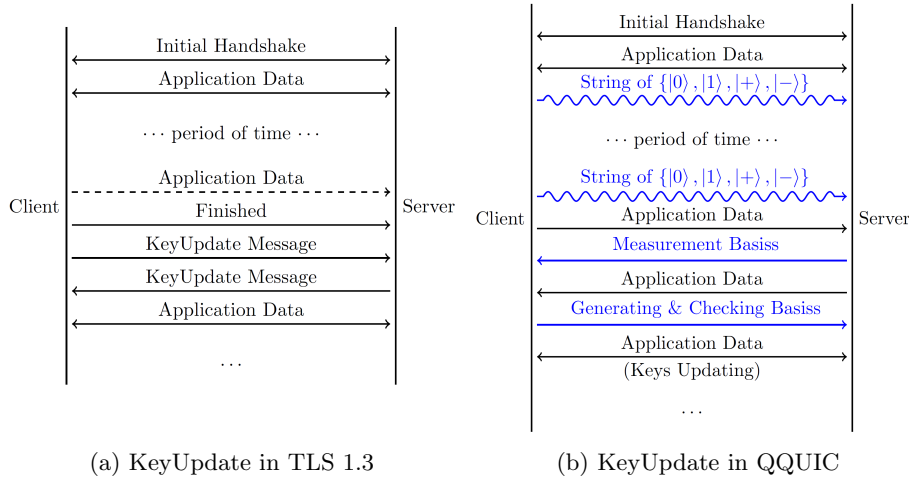 Initial Handshake
Application Data
··· period of time ···
Application Data
Client
Server
Finished
KeyUpdate Message
KeyUpdate Message
Application Data
···
(a) KeyUpdate in TLS 1.3
Initial Handshake
Application Data
String of {|0⟩, |1⟩, |+⟩, |−⟩}
··· period of time ···
String of {|0⟩, |1⟩, |+⟩, |−⟩}
Client
Server
Application Data
Measurement Basiss
Application Data
Generating & Checking Basiss
Application Data
(Keys Updating)
···
(b) KeyUpdate in QQUIC